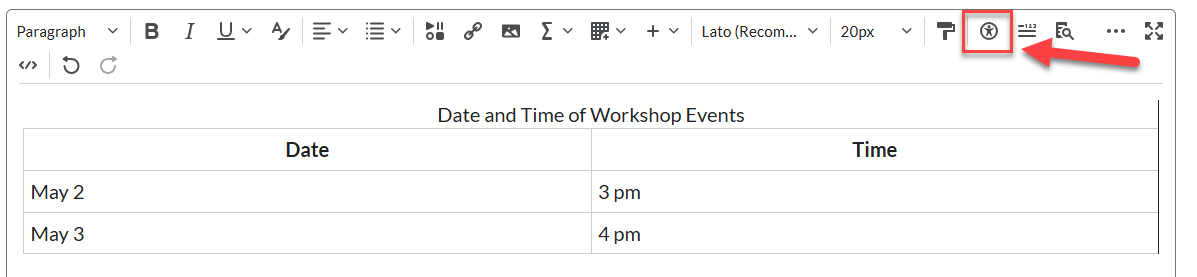 Paragraph B I U Lato (Recom... 20px
Date and Time of Workshop Events
Date Time
May 2 3 pm
May 3 4 pm